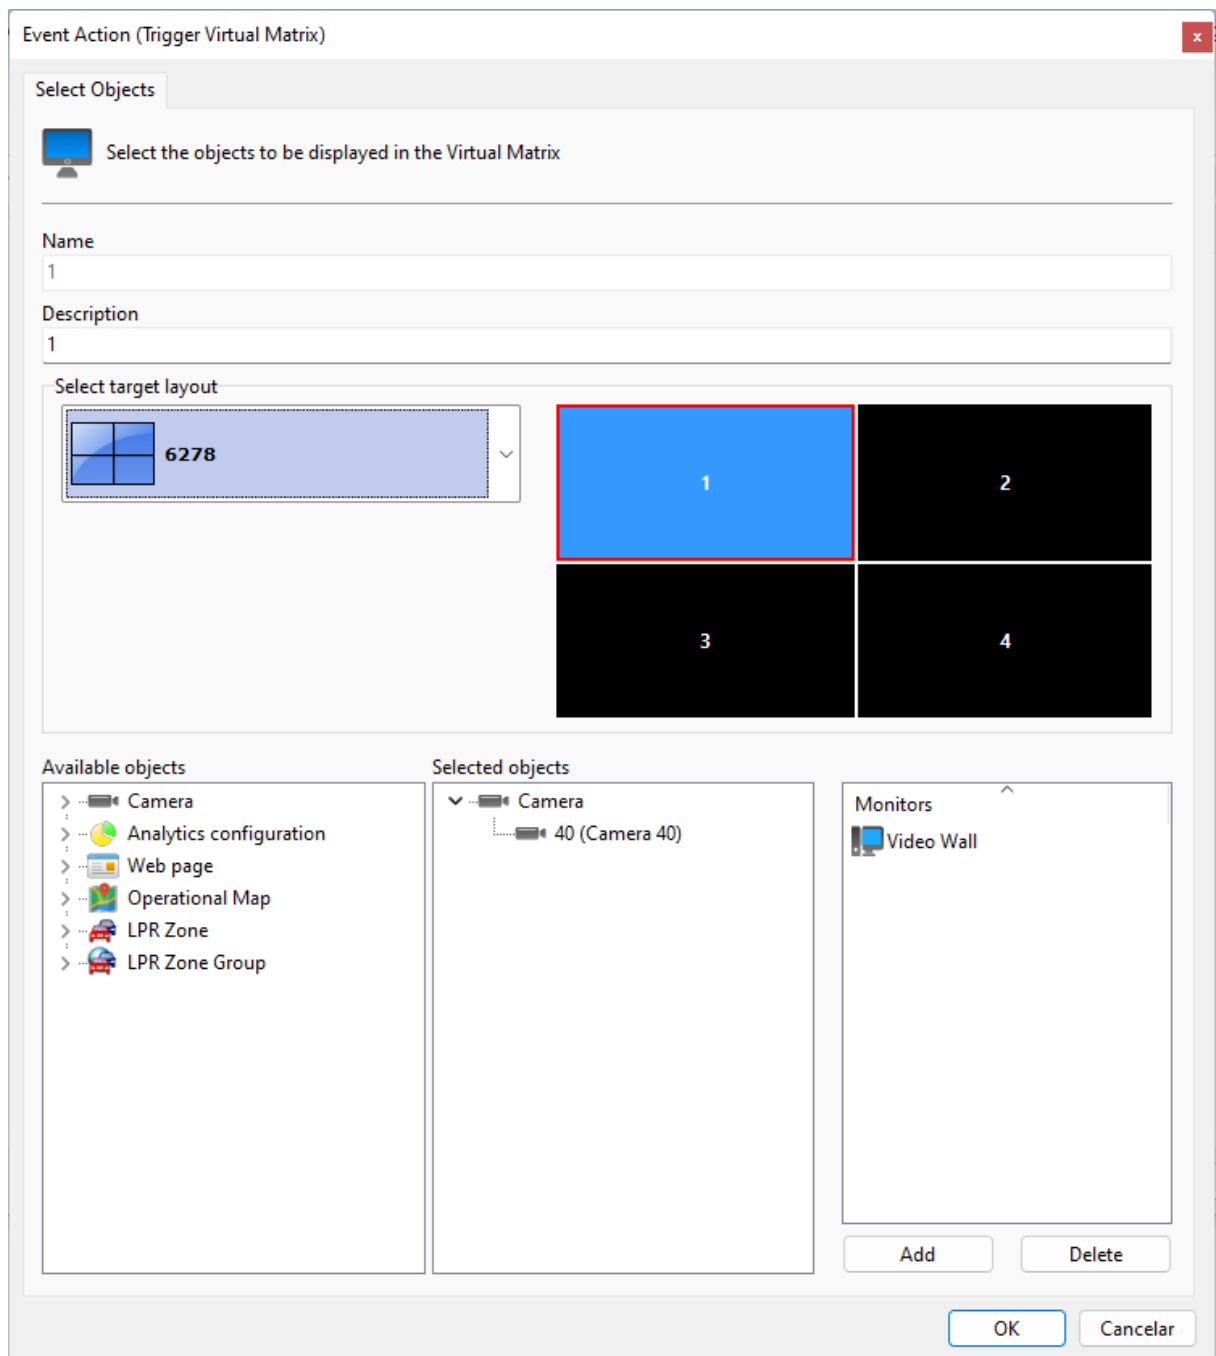 Event Action (Trigger Virtual Matrix)
x
Select Objects
Select the objects to be displayed in the Virtual Matrix
Name
1
Description
1
Select target layout
6278
1
2
3
4
Available objects
Camera
Analytics configuration
Web page
Operational Map
LPR Zone
LPR Zone Group
Selected objects
Camera
40 (Camera 40)
Monitors
Video Wall
Add
Delete
OK
Cancelar